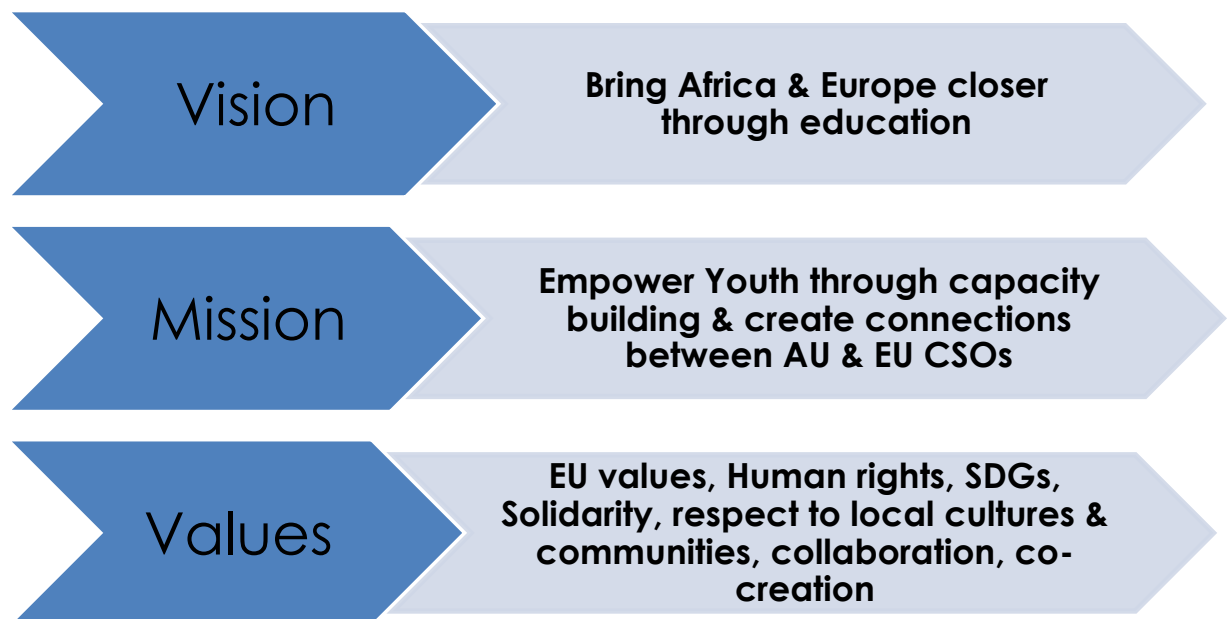 Vision
Bring Africa & Europe closer
through education
Mission
Empower Youth through capacity
building & create connections
between AU & EU CSOs
Values
EU values, Human rights, SDGs,
Solidarity, respect to local cultures &
communities, collaboration, co-
creation